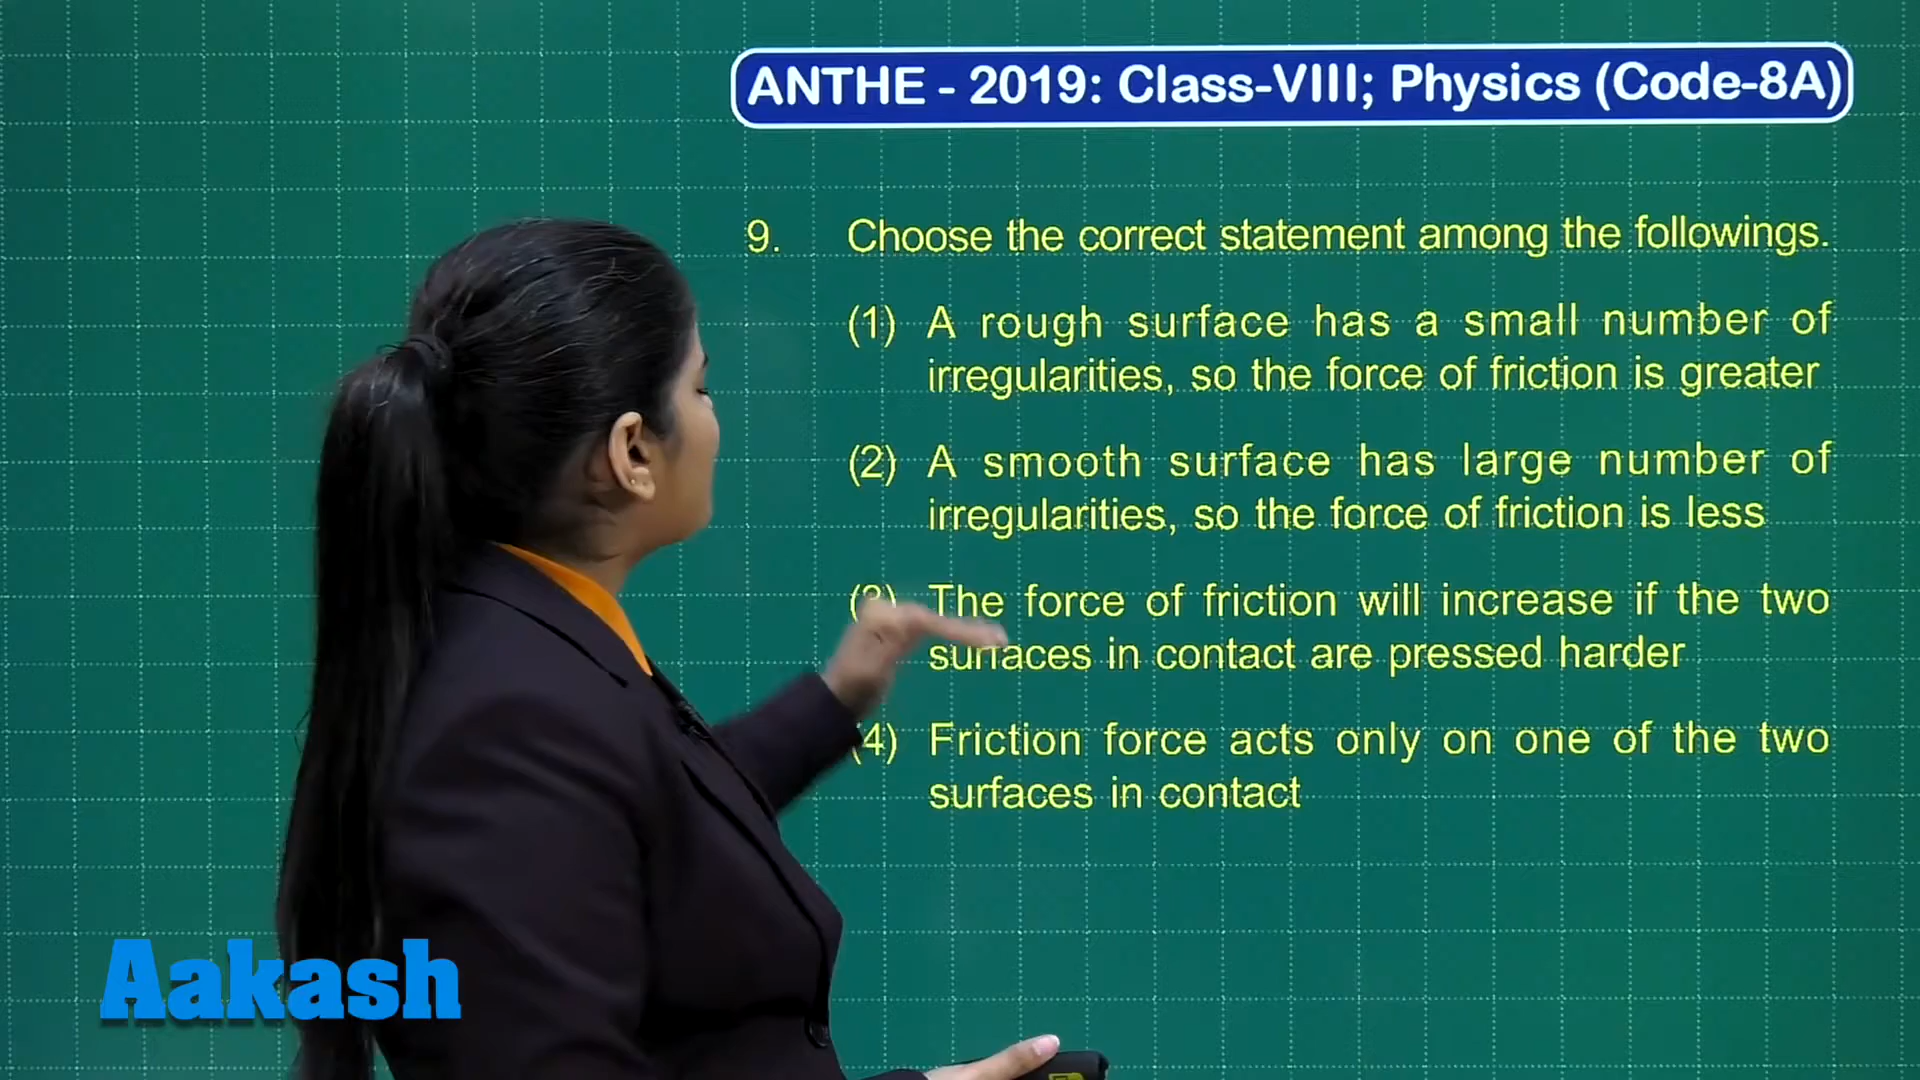 ANTHE - 2019: Class-VIII; Physics (Code-8A)
9. Choose the correct statement among the followings.
(1) A rough surface has a small number of
irregularities, so the force of friction is greater
(2) A smooth surface has large number of
irregularities, so the force of friction is less
(3) The force of friction will increase if the two
surfaces in contact are pressed harder
(4) Friction force acts only on one of the two
surfaces in contact
Aakash